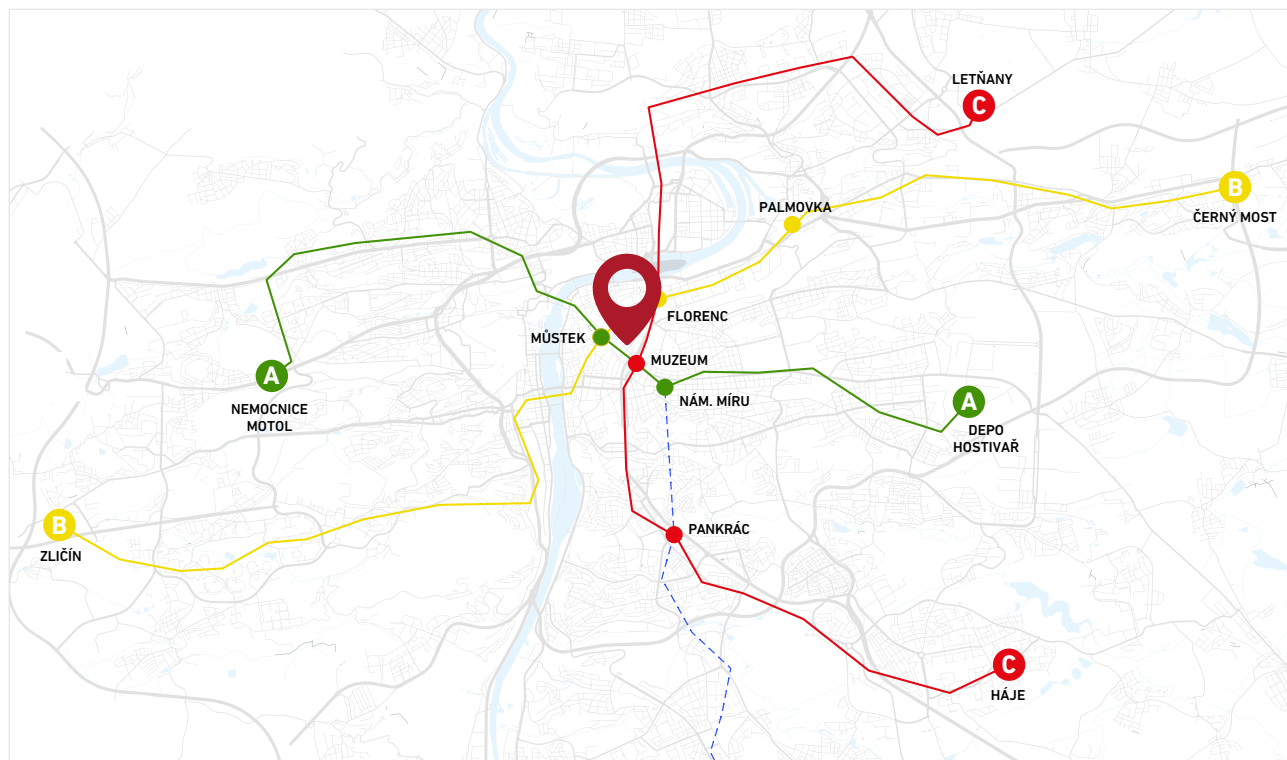 LETŇANY
C
B
PALMOVKA
ČERNÝ MOST
FLORENC
MŮSTEK
MUZEUM
A
NÁM. MÍRU
A
NEMOCNICE
MOTOL
DEPO
HOSTIVAŘ
B
PANKRÁC
ZLIČÍN
C
HÁJE